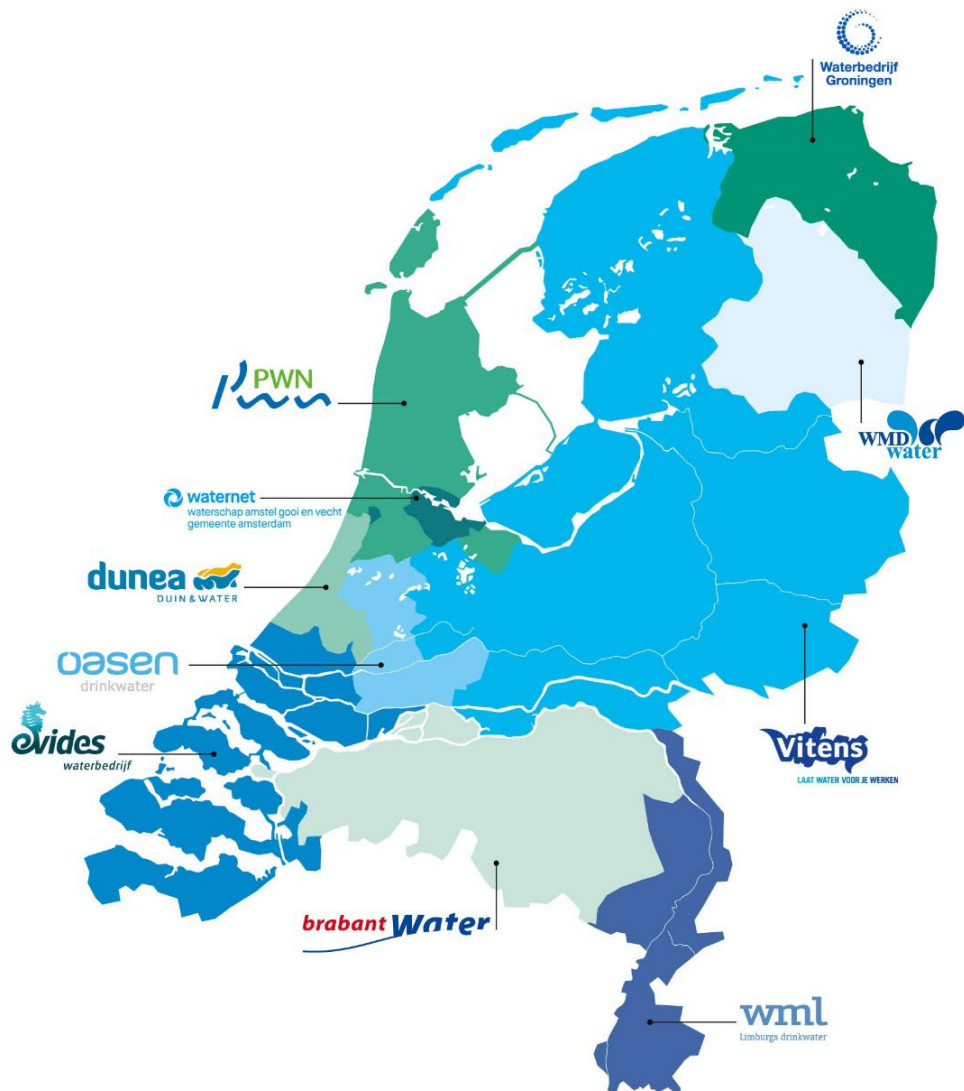 Waterbedrijf
Groningen
PWN
WMD
water
waternet
waterschap amstel gooi en vecht
gemeente amsterdam
dunea
DUIN & WATER
oasen
drinkwater
evides
waterbedrijf
Vitens
LAAT WATER VOOR JE WERKEN
brabant Water
wml
Limburgs drinkwater